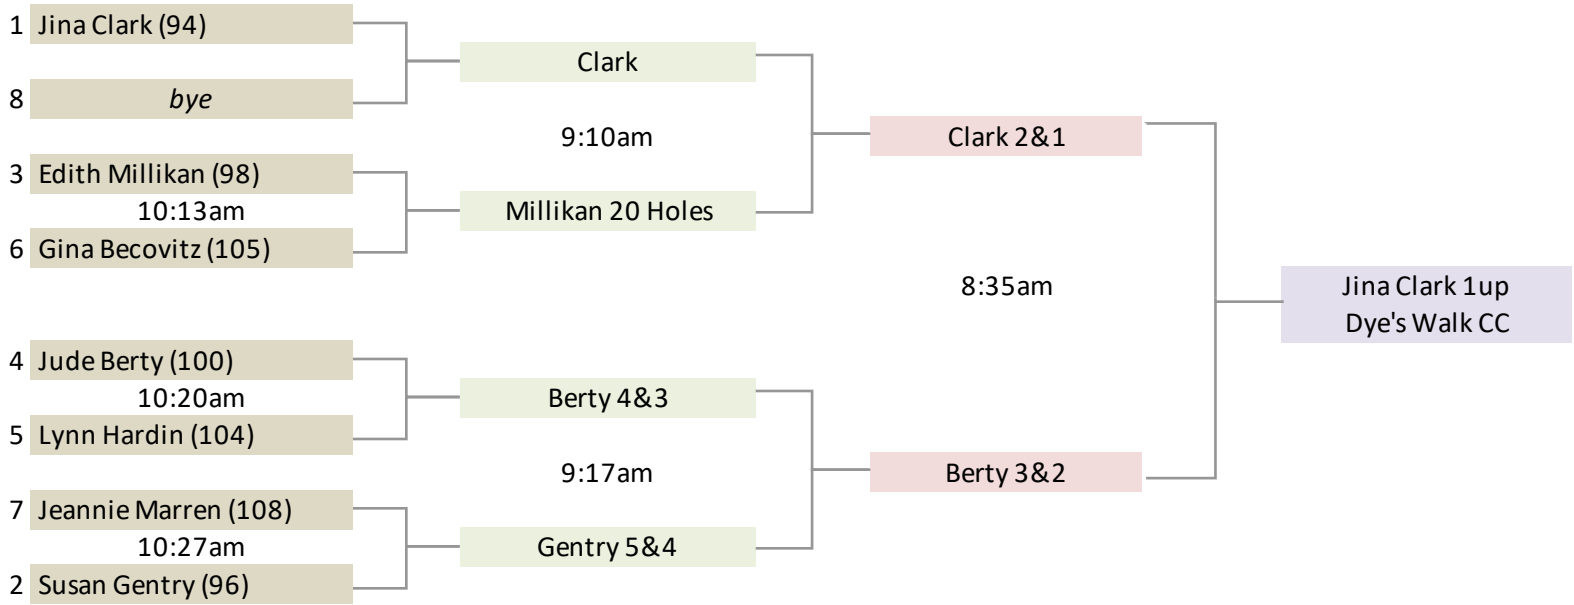 1 Jina Clark (94)
8 bye
3 Edith Millikan (98)
10:13am
6 Gina Becovitz (105)
4 Jude Berty (100)
10:20am
5 Lynn Hardin (104)
7 Jeannie Marren (108)
10:27am
2 Susan Gentry (96)
Clark
9:10am
Millikan 20 Holes
Berty 4&3
9:17am
Gentry 5&4
Clark 2&1
8:35am
Berty 3&2
Jina Clark 1up
Dye's Walk CC